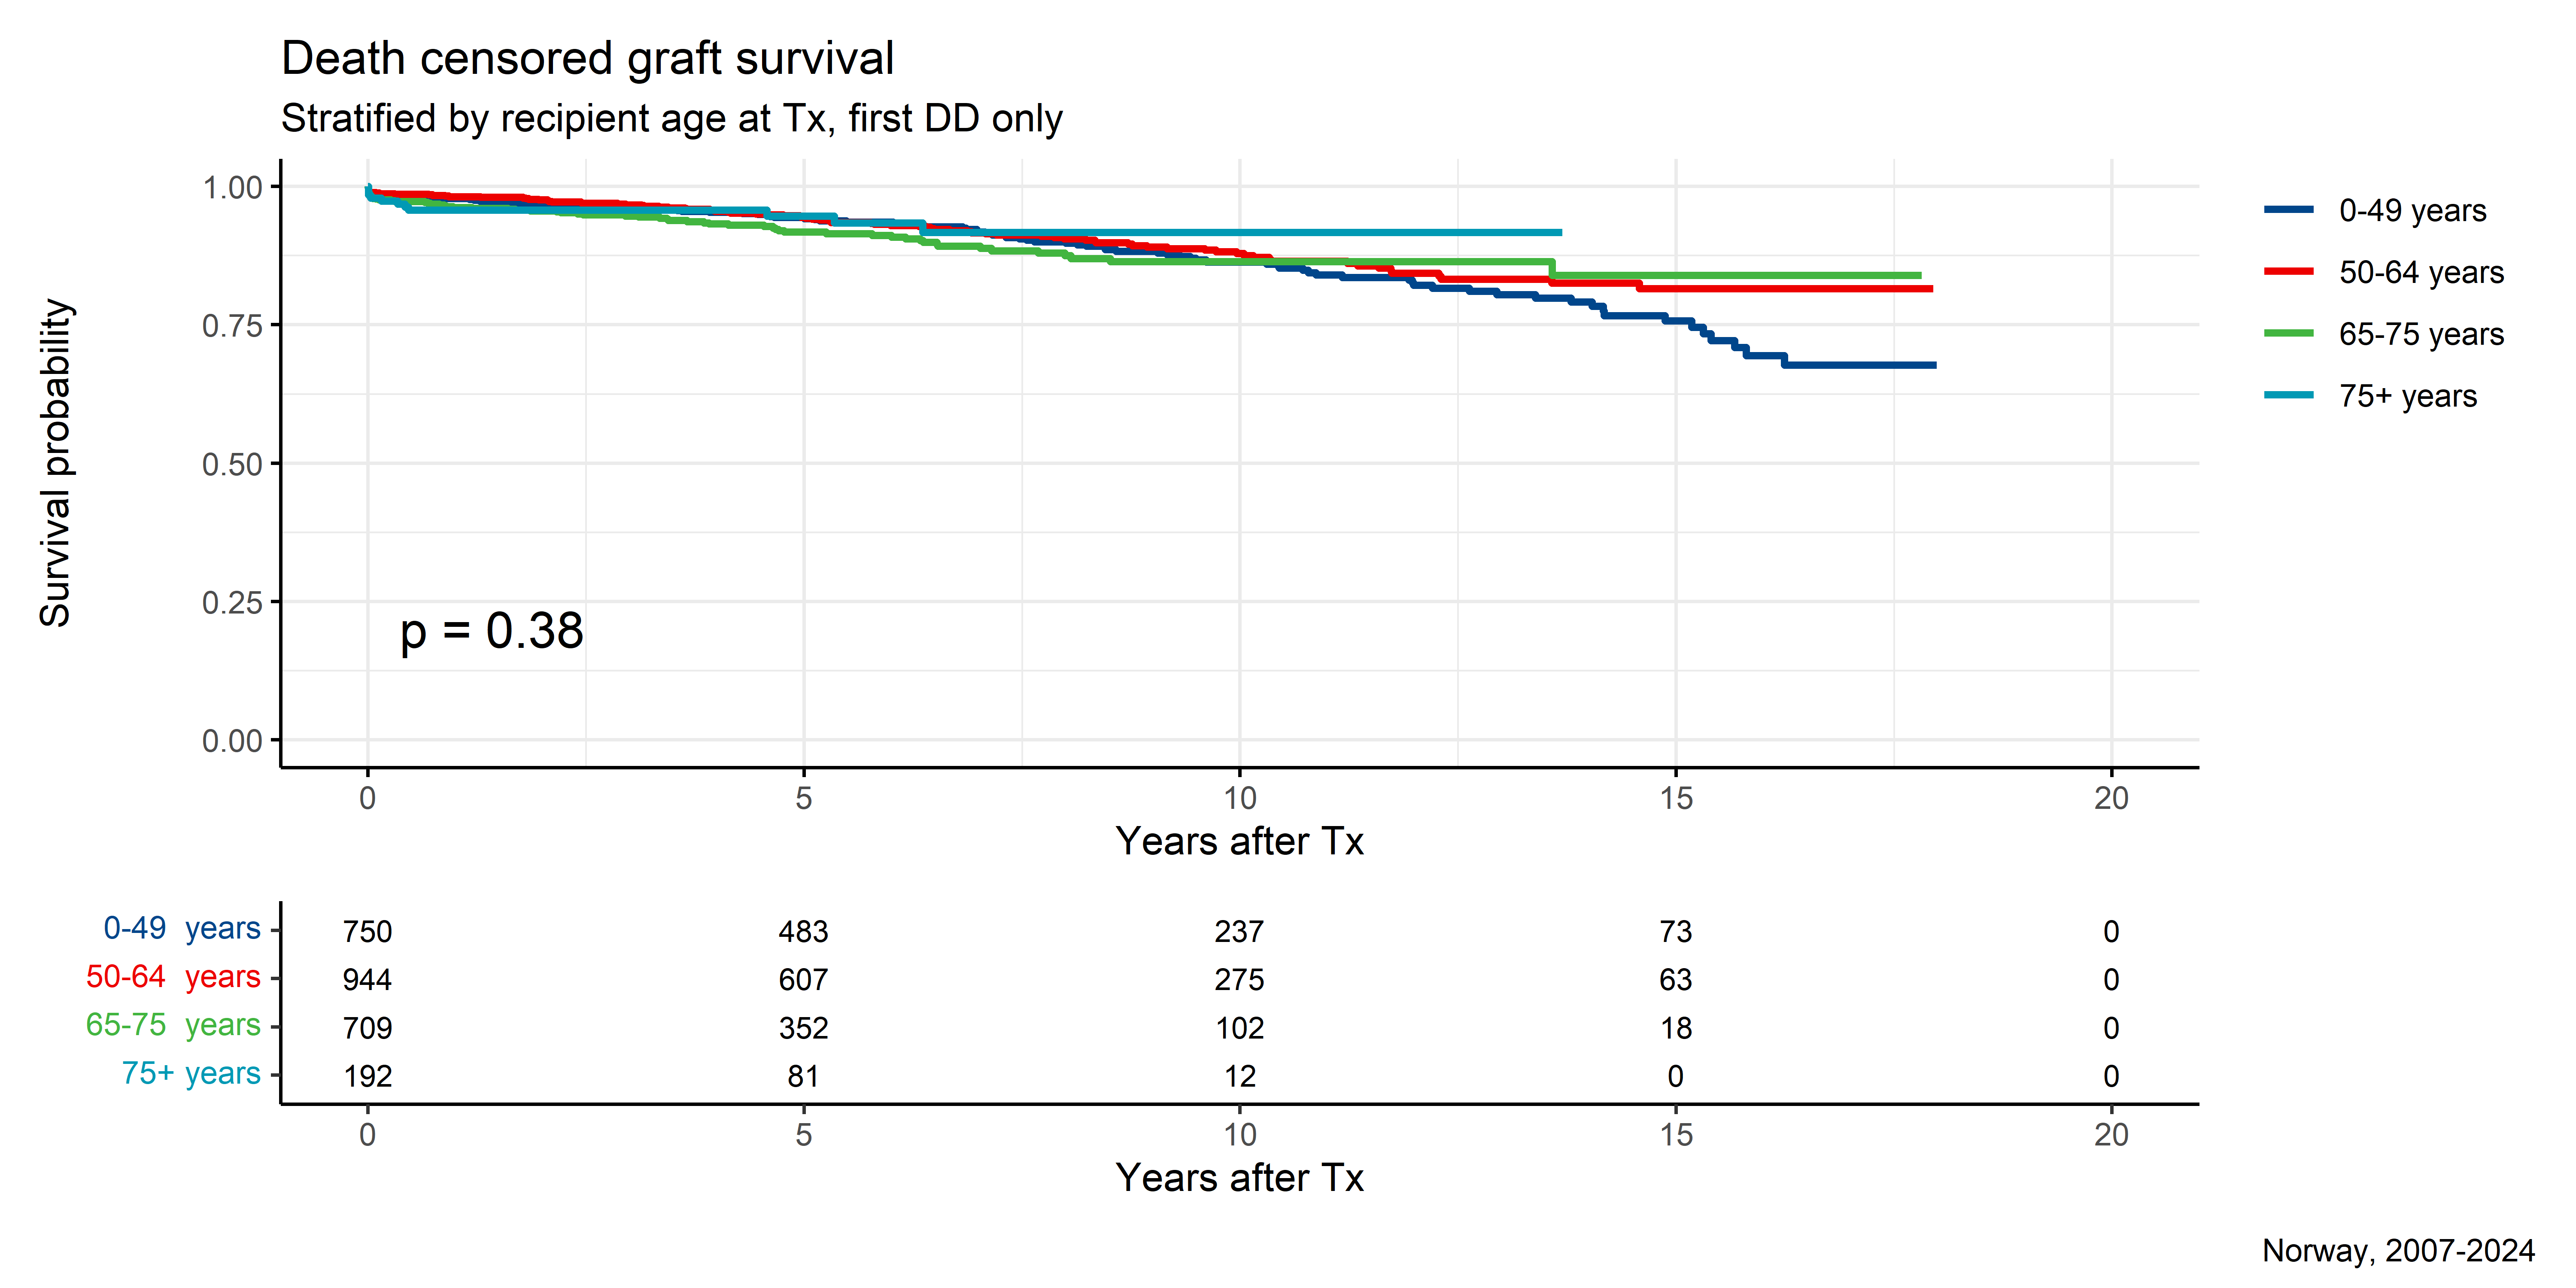 Death censored graft survival
Stratified by recipient age at Tx, first DD only
Survival probability
1.00
0.75
0.50
0.25
0.00
p = 0.38
0 5 10 15 20
Years after Tx
0-49 years
50-64 years
65-75 years
75+ years
0-49 years 750 483 237 73 0
50-64 years 944 607 275 63 0
65-75 years 709 352 102 18 0
75+ years 192 81 12 0 0
0 5 10 15 20
Years after Tx
Norway, 2007-2024